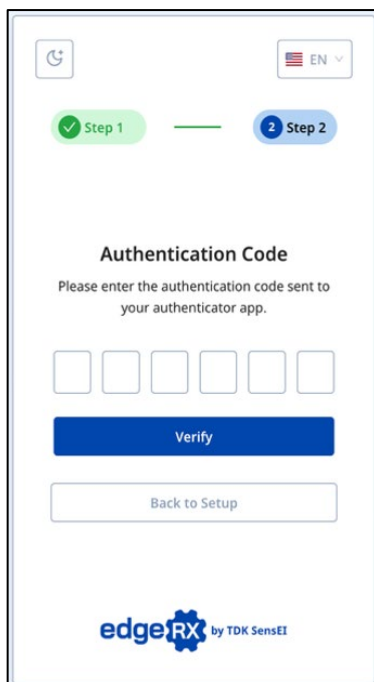 EN
Step 1
2 Step 2
Authentication Code
Please enter the authentication code sent to
your authenticator app.
Verify
Back to Setup
edgeRX by TDK SensEI